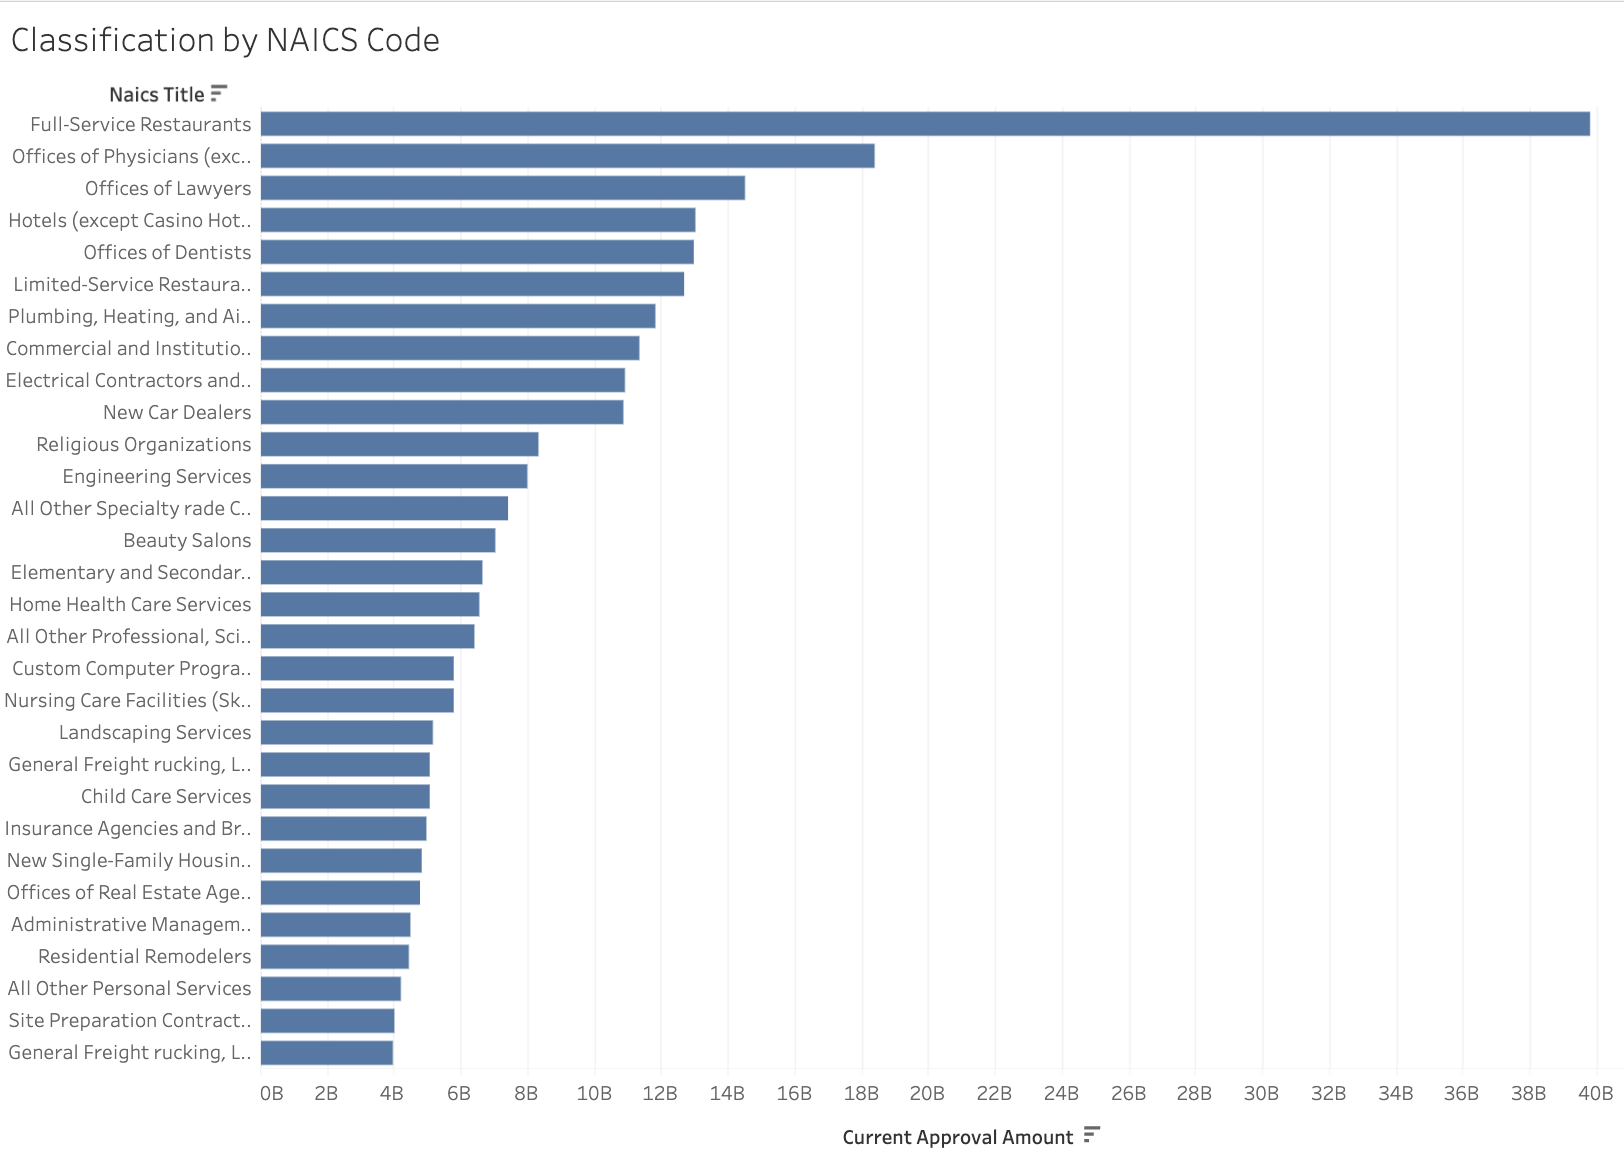 Classification by NAICS Code
Naics Title
Full-Service Restaurants
Offices of Physicians (exc..
Offices of Lawyers
Hotels (except Casino Hot..
Offices of Dentists
Limited-Service Restaura..
Plumbing, Heating, and Ai..
Commercial and Institutio..
Electrical Contractors and..
New Car Dealers
Religious Organizations
Engineering Services
All Other Specialty rade C..
Beauty Salons
Elementary and Secondar..
Home Health Care Services
All Other Professional, Sci..
Custom Computer Progra..
Nursing Care Facilities (Sk..
Landscaping Services
General Freight rucking, L..
Child Care Services
Insurance Agencies and Br..
New Single-Family Housin..
Offices of Real Estate Age..
Administrative Managem..
Residential Remodelers
All Other Personal Services
Site Preparation Contract..
General Freight rucking, L..
0B 2B 4B 6B 8B 10B 12B 14B 16B 18B 20B 22B 24B 26B 28B 30B 32B 34B 36B 38B 40B
Current Approval Amount